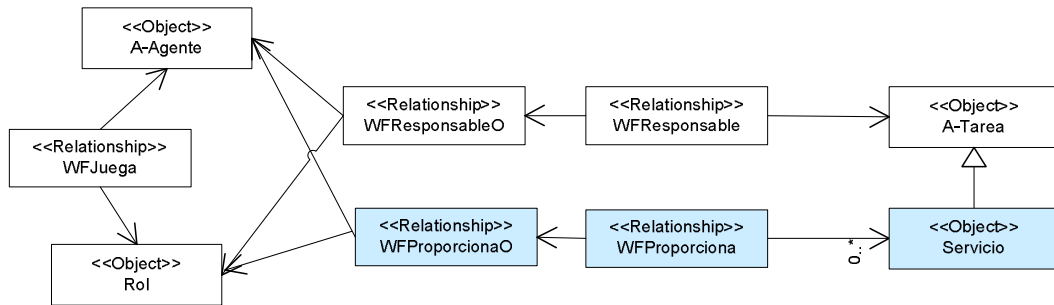 <<Object>>
A-Agente
<<Relationship>>
WFResponsableO
<<Relationship>>
WFResponsable
<<Object>>
A-Tarea
<<Relationship>>
WFJuega
<<Relationship>>
WFProporcionaO
<<Relationship>>
WFProporciona
0..*
<<Object>>
Servicio
<<Object>>
Rol